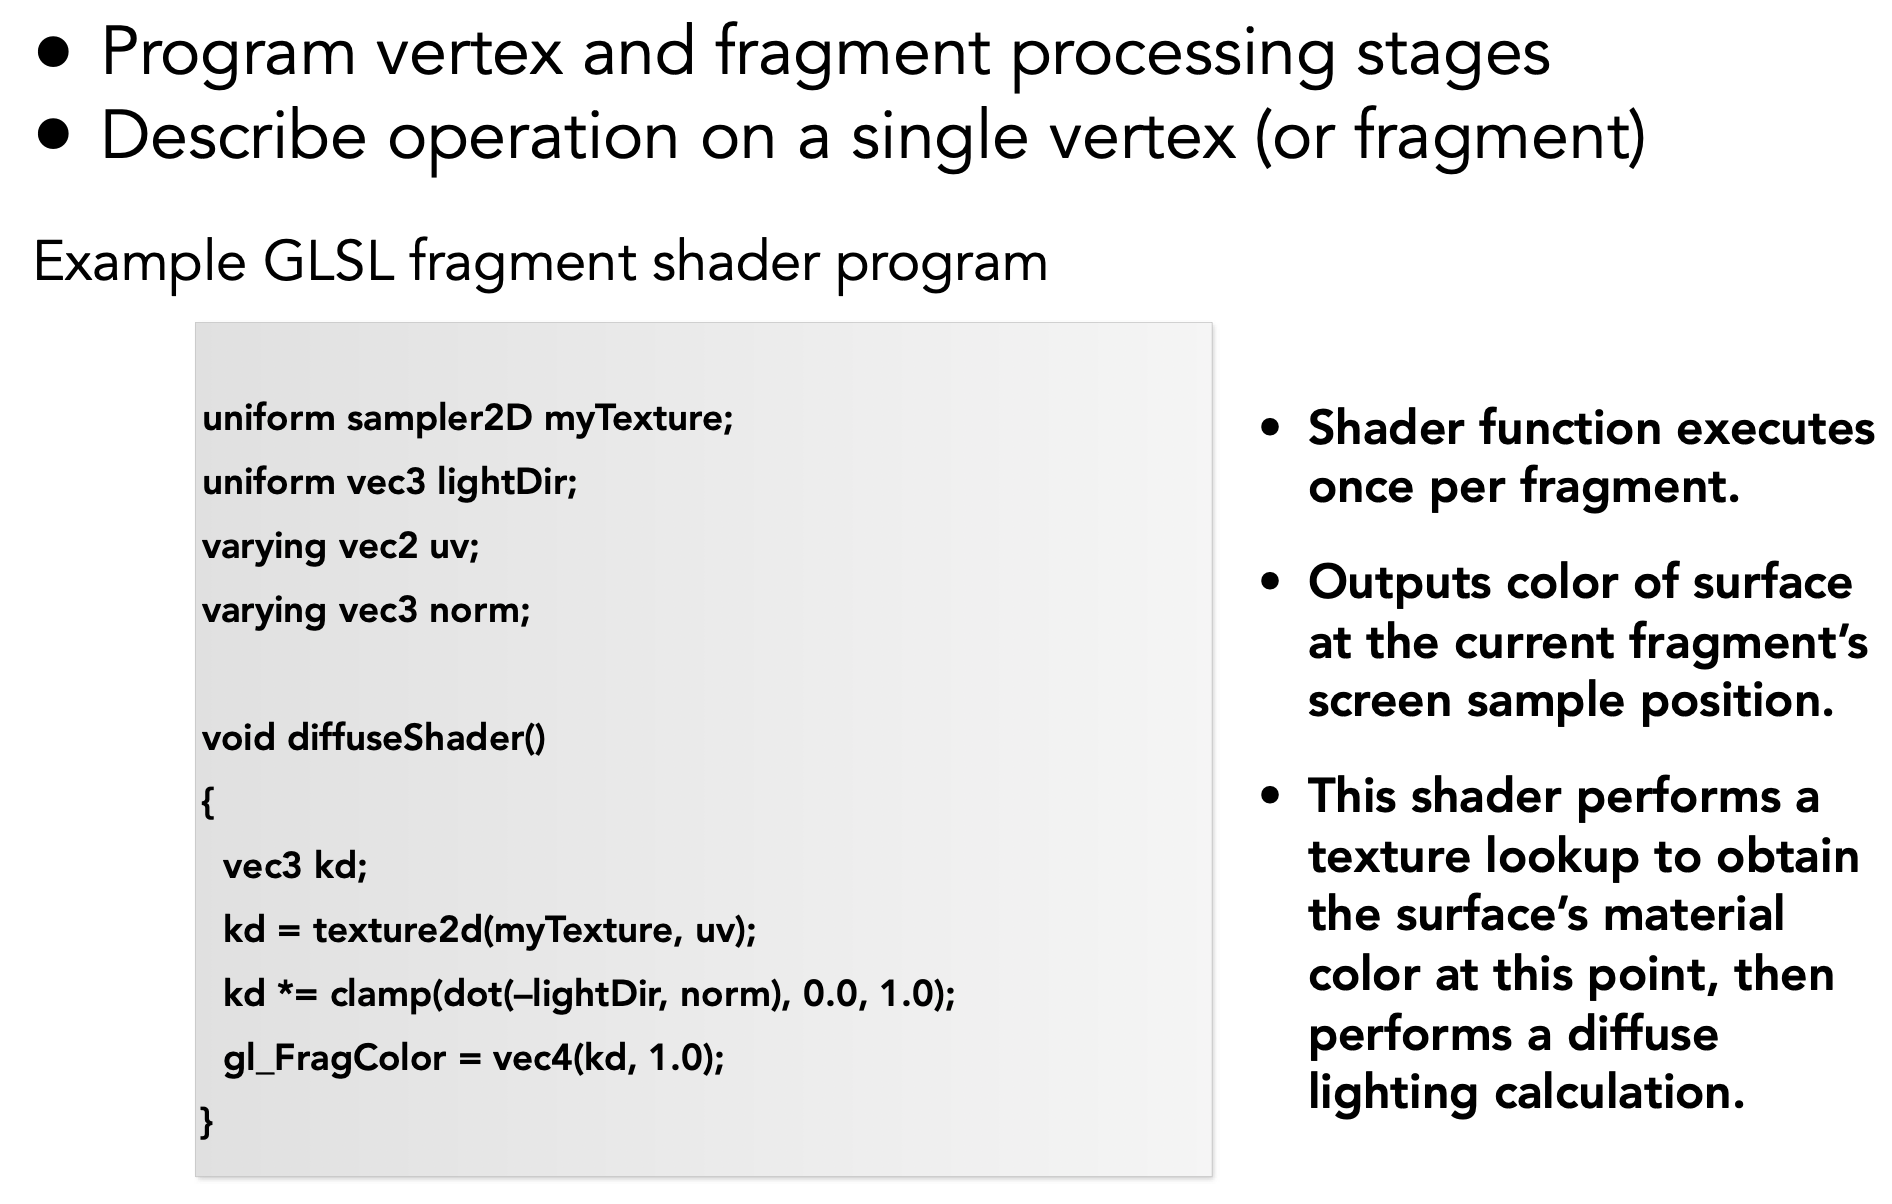 ● Program vertex and fragment processing stages
● Describe operation on a single vertex (or fragment)
Example GLSL fragment shader program
uniform sampler2D myTexture;
uniform vec3 lightDir;
varying vec2 uv;
varying vec3 norm;
void diffuseShader()
{
vec3 kd;
kd = texture2d(myTexture, uv);
kd *= clamp(dot(–lightDir, norm), 0.0, 1.0);
gl_FragColor = vec4(kd, 1.0);
}
• Shader function executes
once per fragment.
• Outputs color of surface
at the current fragment’s
screen sample position.
• This shader performs a
texture lookup to obtain
the surface’s material
color at this point, then
performs a diffuse
lighting calculation.